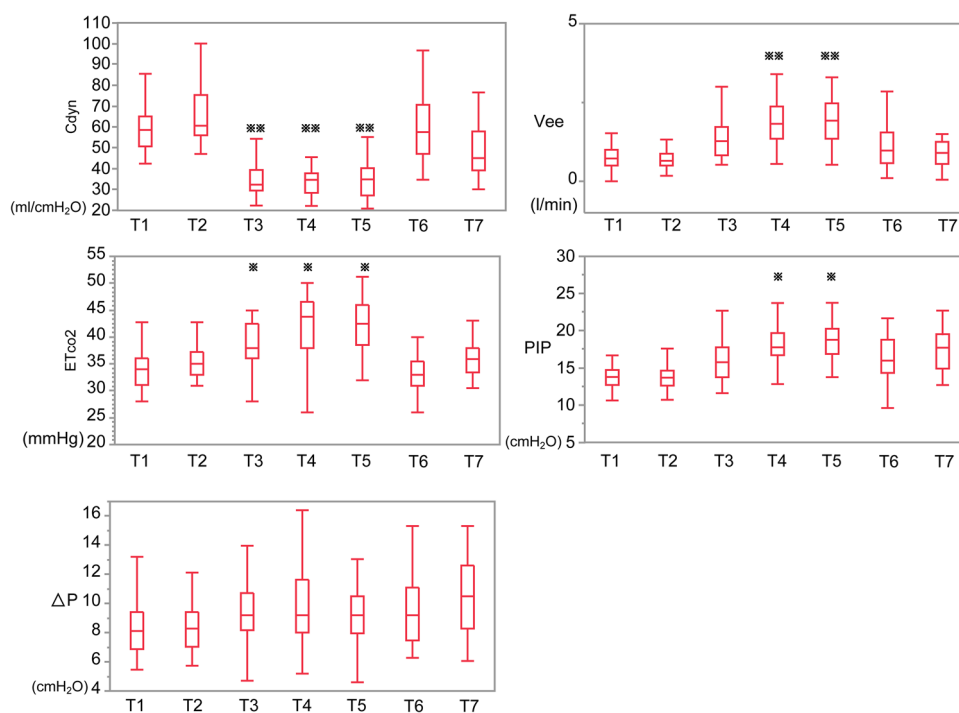 110
100
90
80
70
60
50
40
30
20
Cdyn
(ml/cmH₂O)
※※ ※※ ※※
T1 T2 T3 T4 T5 T6 T7
5
0
Vee
(l/min)
※※ ※※
T1 T2 T3 T4 T5 T6 T7
55
50
45
40
35
30
25
20
ETco2
(mmHg)
※ ※ ※
T1 T2 T3 T4 T5 T6 T7
30
25
20
15
10
5
PIP
(cmH₂O)
※ ※
T1 T2 T3 T4 T5 T6 T7
16
14
12
10
8
6
4
△P
(cmH₂O)
T1 T2 T3 T4 T5 T6 T7